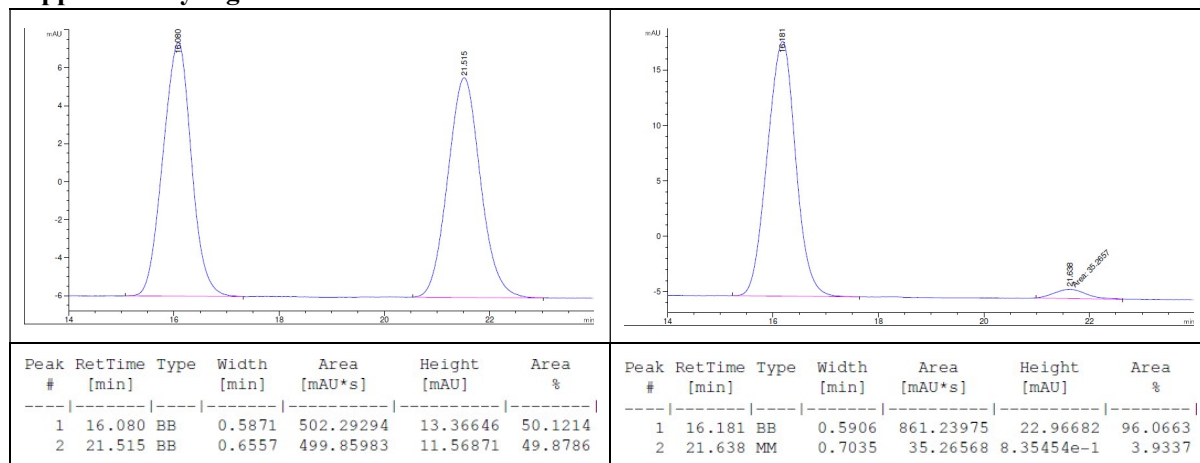 mAU
16.080
21.515
6
4
2
0
-2
-4
-6
14 16 18 20 22 min
mAU
16.181
21.638
Area: 35.2657
15
10
5
0
-5
14 16 18 20 22 min
Peak RetTime Type Width Area Height Area
# [min] [min] [mAU*s] [mAU] %
----|-------|----|-------|----------|----------|--------|
1 16.080 BB 0.5871 502.29294 13.36646 50.1214
2 21.515 BB 0.6557 499.85983 11.56871 49.8786
Peak RetTime Type Width Area Height Area
# [min] [min] [mAU*s] [mAU] %
----|-------|----|-------|----------|----------|--------|
1 16.181 BB 0.5906 861.23975 22.96682 96.0663
2 21.638 MM 0.7035 35.26568 8.35454e-1 3.9337